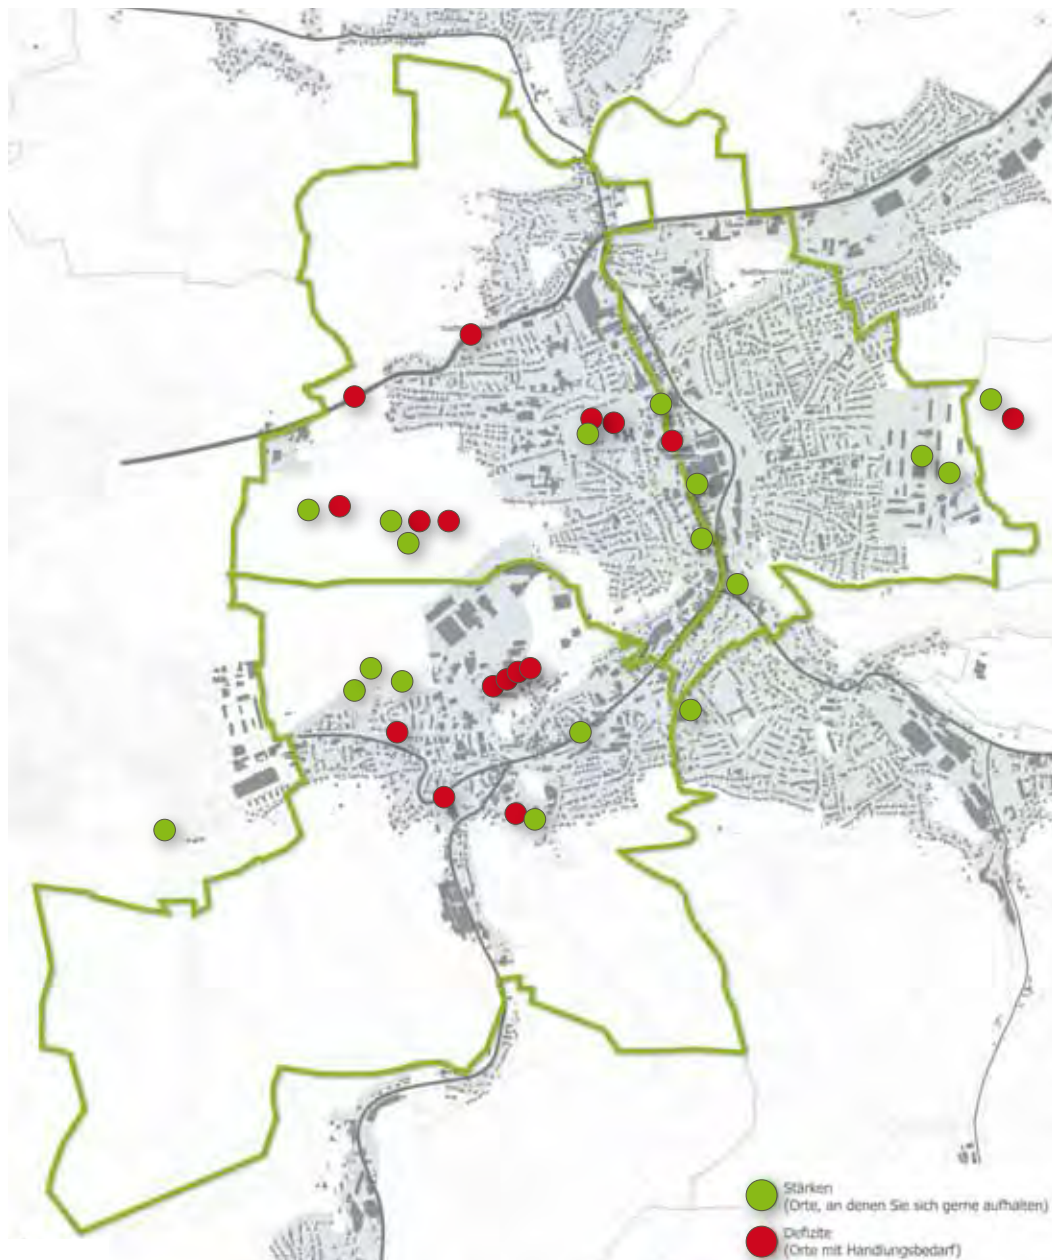 Stärken
(Orte, an denen Sie sich gerne aufhalten)
Defizite
(Orte mit Handlungsbedarf)